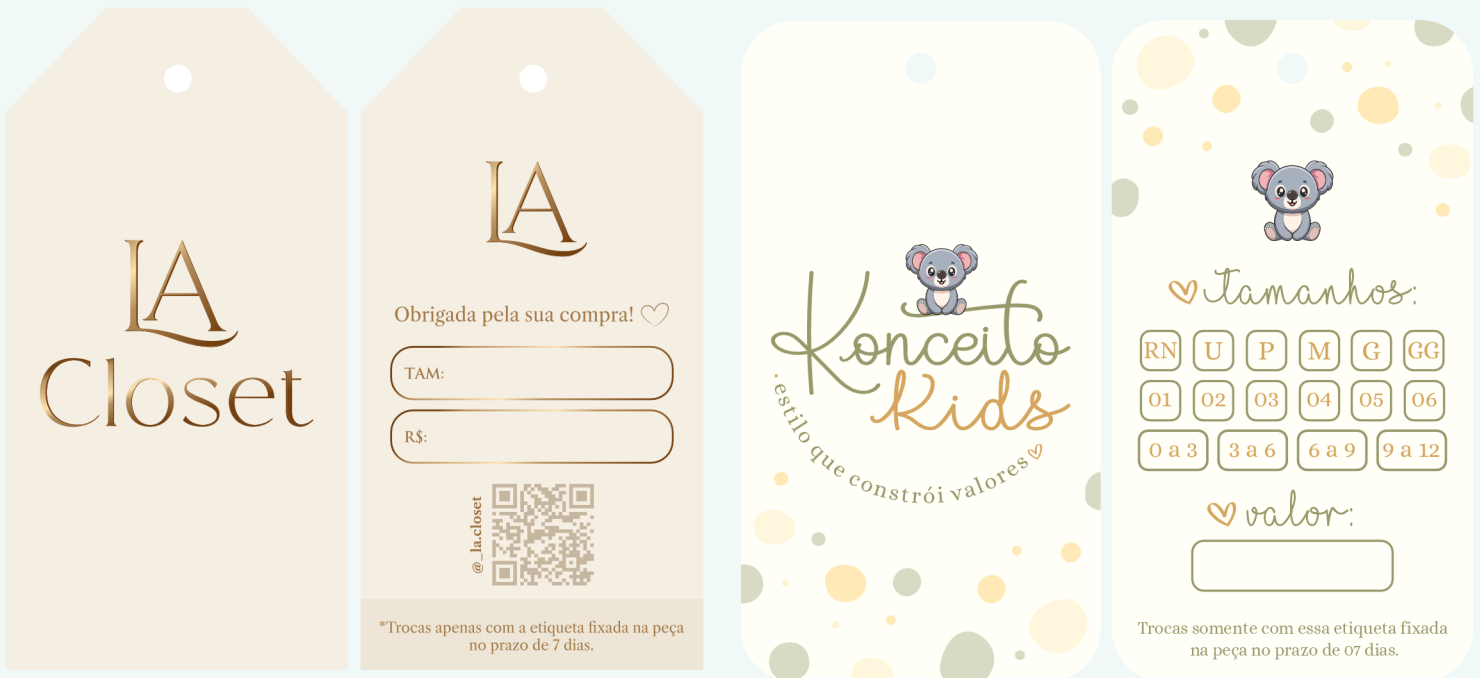 LA
Closet
LA
Obrigada pela sua compra!
TAM:
R$:
@_la.closet
*Trocas apenas com a etiqueta fixada na peça
no prazo de 7 dias.
Konceito
Kids
. estilo que constrói valores
tamanhos:
RN U P M G GG
01 02 03 04 05 06
0 a 3 3 a 6 6 a 9 9 a 12
valor:
Trocas somente com essa etiqueta fixada
na peça no prazo de 07 dias.